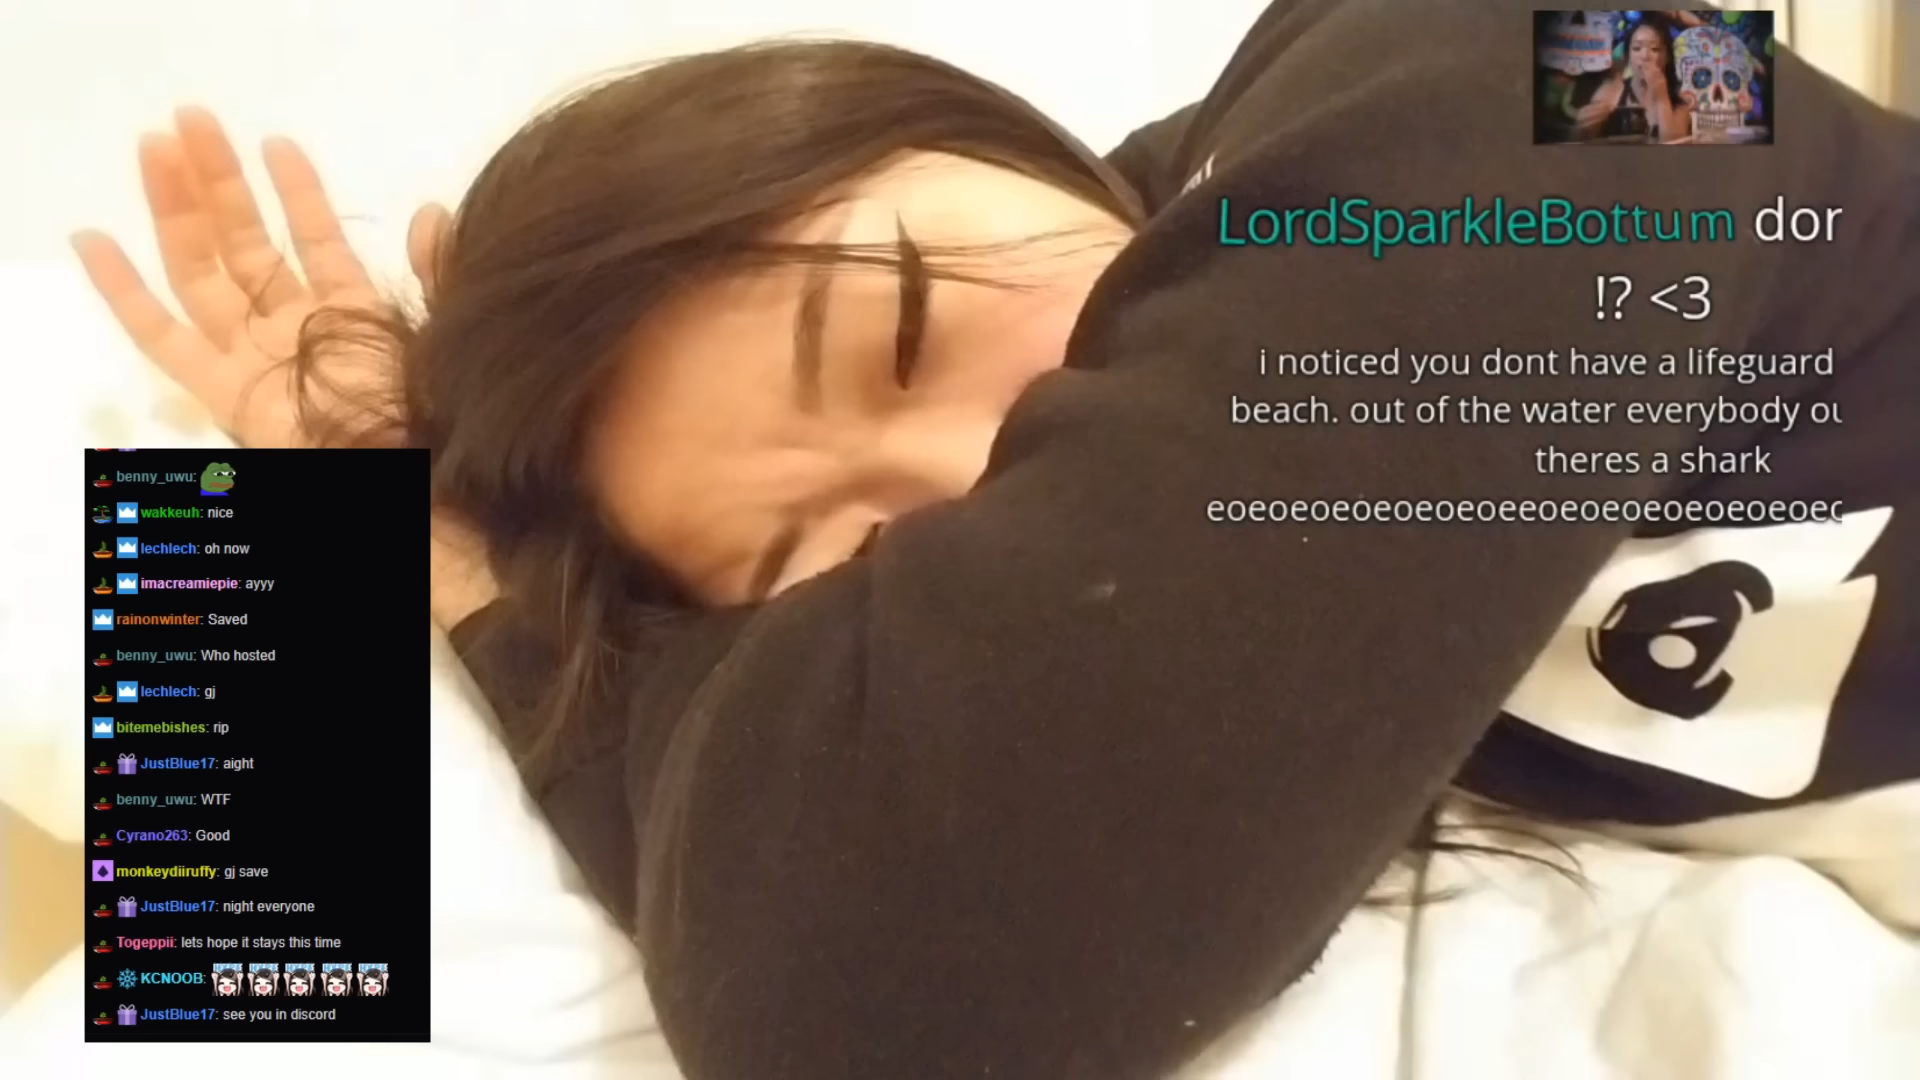 LordSparkleBottum dor
!? <3
i noticed you dont have a lifeguard
beach. out of the water everybody ou
theres a shark
eoeoeoeoeoeoeoeeoeoeoeoeoeoeoec
benny_uwu:
wakkeuh: nice
lechlech: oh now
imacreamiepie: ayyy
rainonwinter: Saved
benny_uwu: Who hosted
lechlech: gj
bitemebishes: rip
JustBlue17: aight
benny_uwu: WTF
Cyrano263: Good
monkeydiiruffy: gj save
JustBlue17: night everyone
Togeppii: lets hope it stays this time
KCNOOB:
JustBlue17: see you in discord